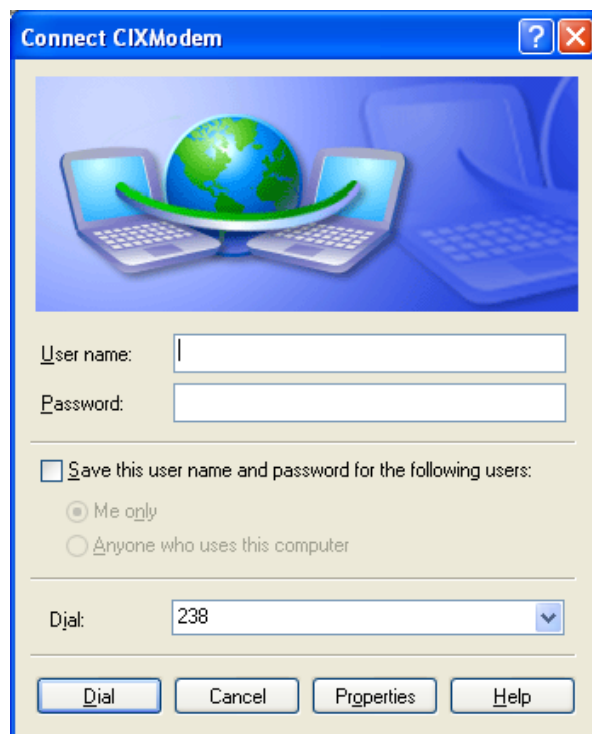 Connect CIXModem
User name:
Password:
Save this user name and password for the following users:
Me only
Anyone who uses this computer
Dial: 238
Dial Cancel Properties Help